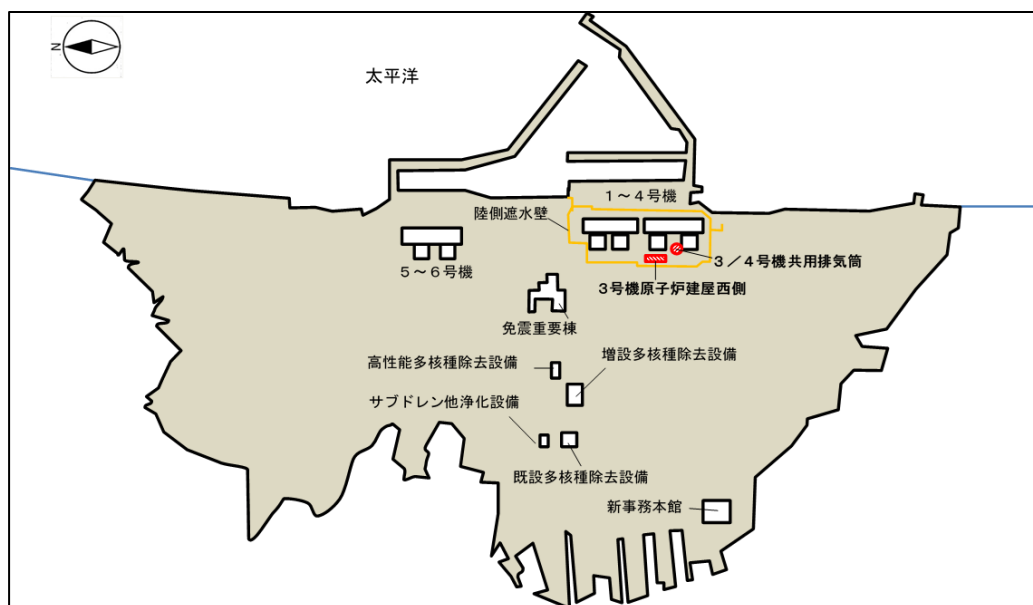 N
太平洋
1~4号機
陸側遮水壁
5~6号機
3/4号機共用排気筒
3号機原子炉建屋西側
免震重要棟
高性能多核種除去設備
増設多核種除去設備
サブドレン他浄化設備
既設多核種除去設備
新事務本館